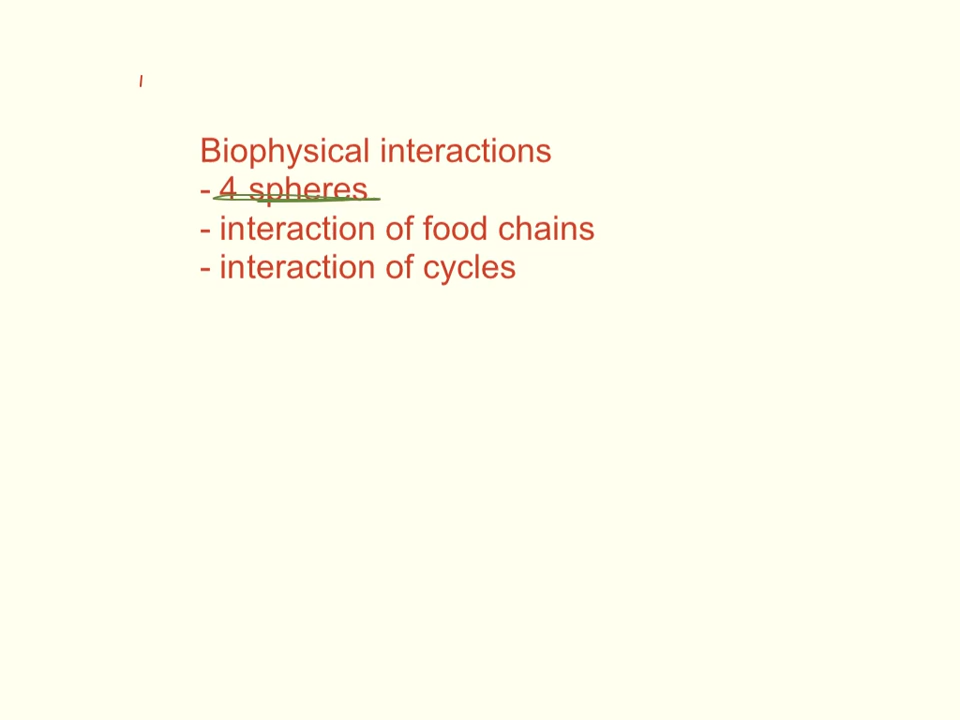 Biophysical interactions
- 4 spheres
- interaction of food chains
- interaction of cycles